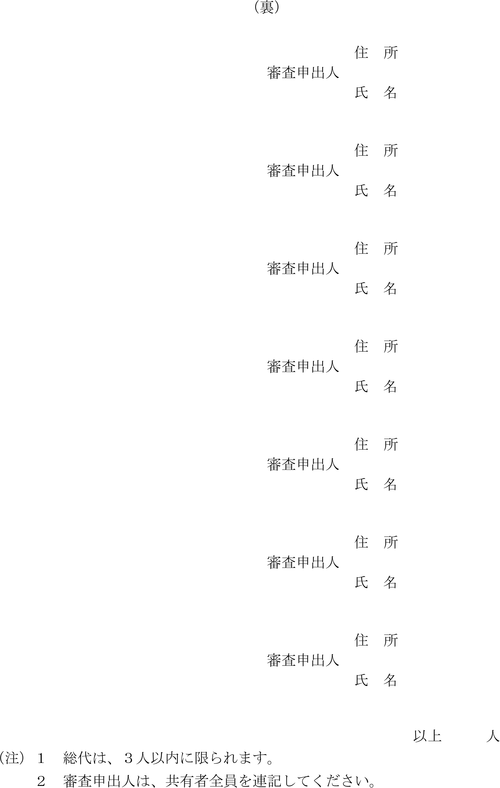 （裏）
住　所
審査申出人
氏　名
住　所
審査申出人
氏　名
住　所
審査申出人
氏　名
住　所
審査申出人
氏　名
住　所
審査申出人
氏　名
住　所
審査申出人
氏　名
住　所
審査申出人
氏　名
以上　　　人
（注）１　総代は、３人以内に限られます。
２　審査申出人は、共有者全員を連記してください。